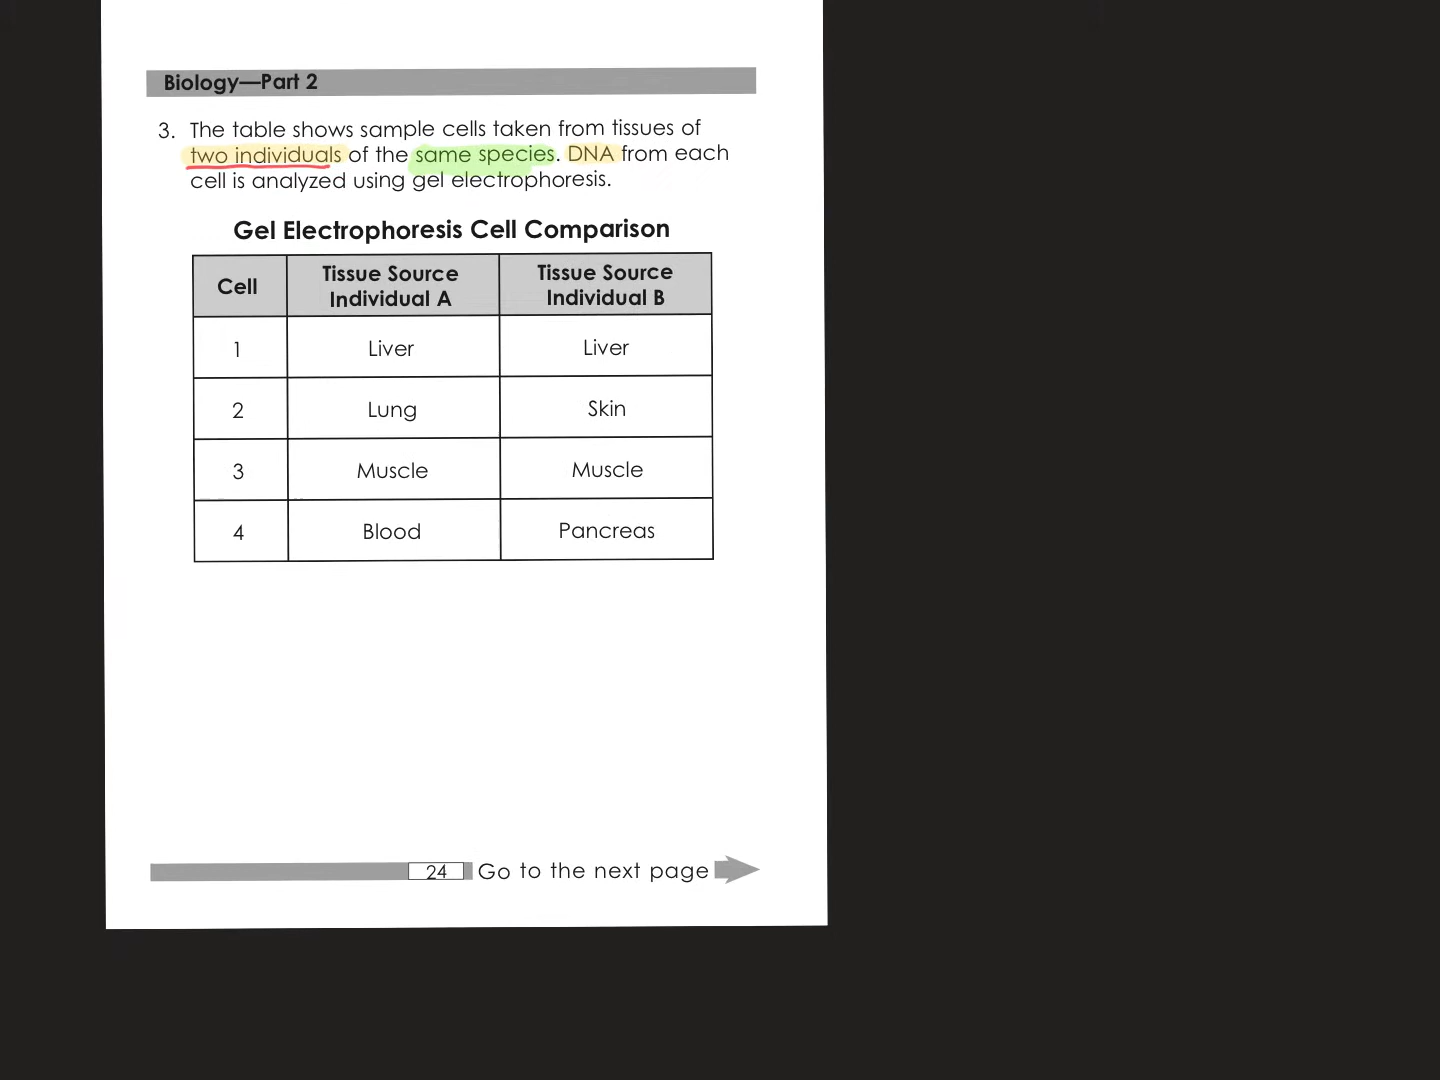 Biology—Part 2
3. The table shows sample cells taken from tissues of
two individuals of the same species. DNA from each
cell is analyzed using gel electrophoresis.
Gel Electrophoresis Cell Comparison
Cell Tissue Source Individual A Tissue Source Individual B
1 Liver Liver
2 Lung Skin
3 Muscle Muscle
4 Blood Pancreas
24 Go to the next page